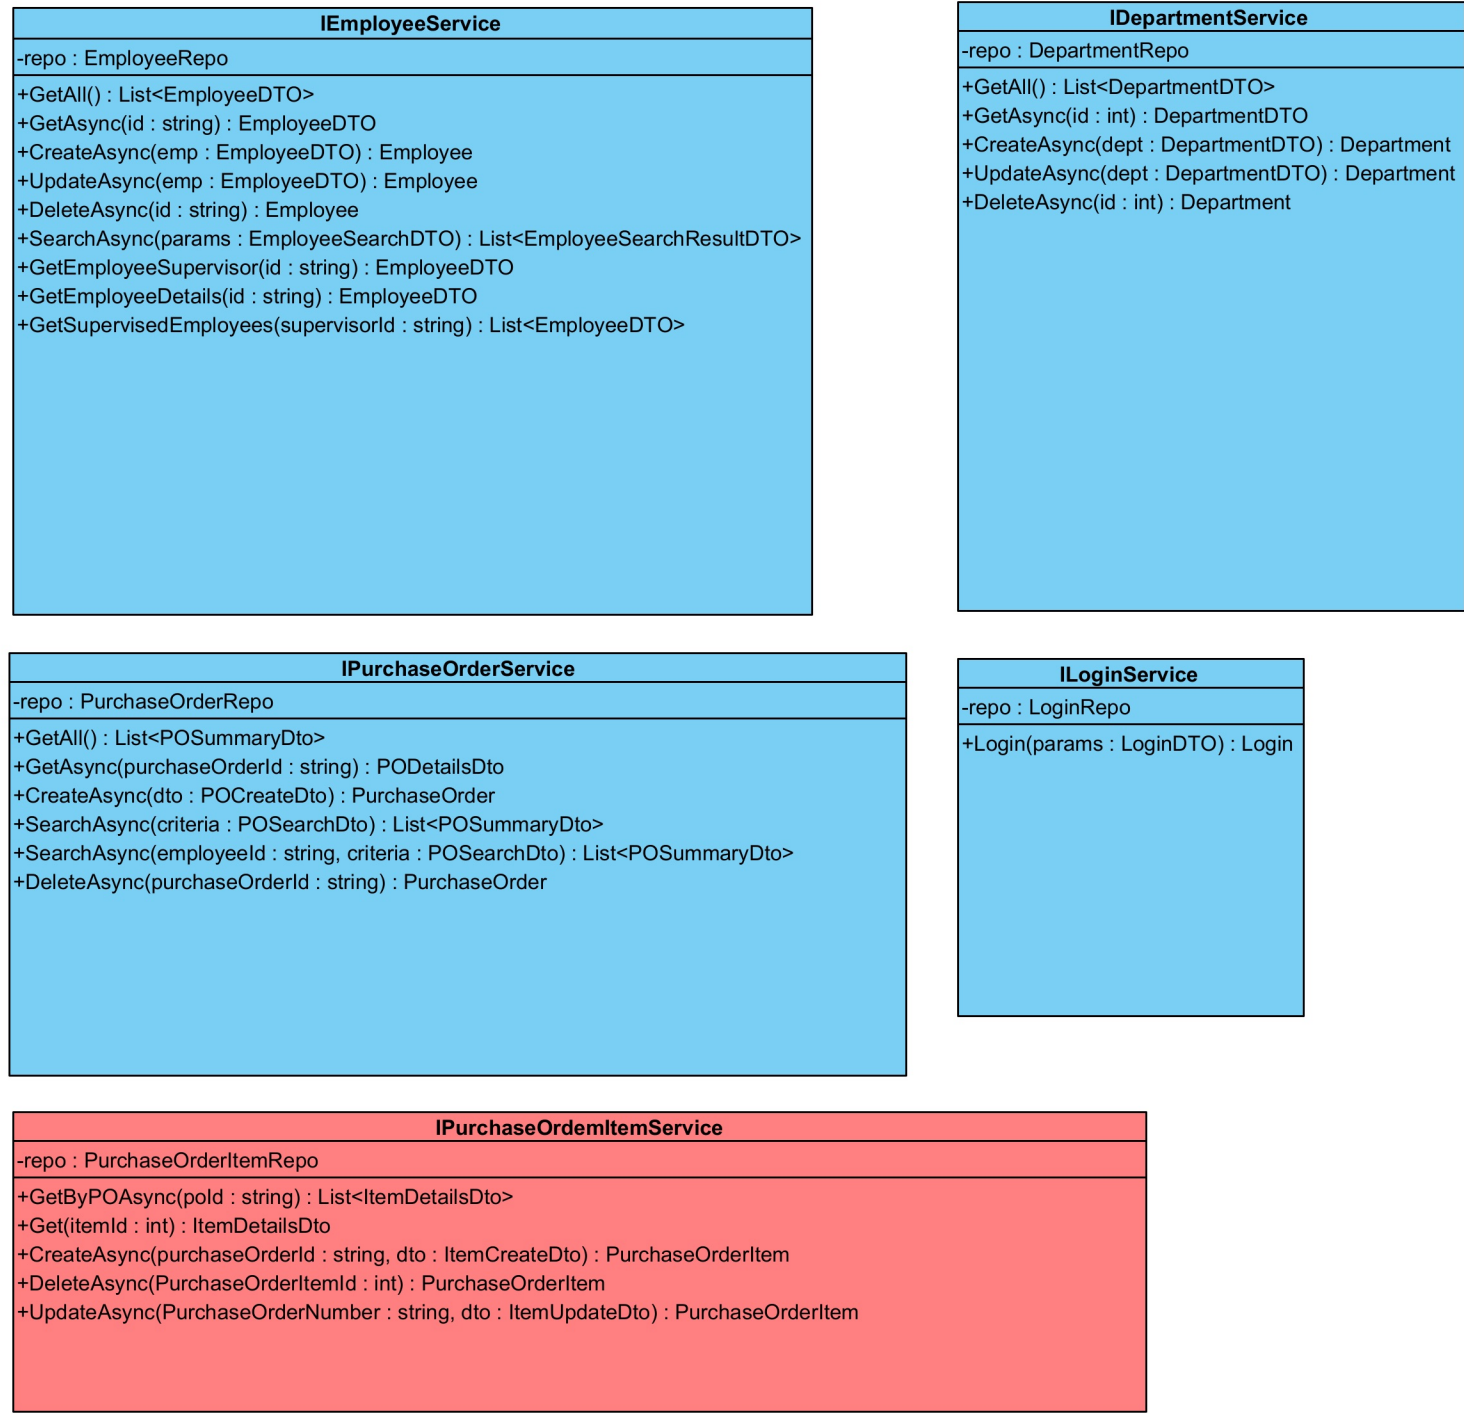 IEmployeeService
-repo : EmployeeRepo
+GetAll() : List<EmployeeDTO>
+GetAsync(id : string) : EmployeeDTO
+CreateAsync(emp : EmployeeDTO) : Employee
+UpdateAsync(emp : EmployeeDTO) : Employee
+DeleteAsync(id : string) : Employee
+SearchAsync(params : EmployeeSearchDTO) : List<EmployeeSearchResultDTO>
+GetEmployeeSupervisor(id : string) : EmployeeDTO
+GetEmployeeDetails(id : string) : EmployeeDTO
+GetSupervisedEmployees(supervisorId : string) : List<EmployeeDTO>
IDepartmentService
-repo : DepartmentRepo
+GetAll() : List<DepartmentDTO>
+GetAsync(id : int) : DepartmentDTO
+CreateAsync(dept : DepartmentDTO) : Department
+UpdateAsync(dept : DepartmentDTO) : Department
+DeleteAsync(id : int) : Department
IPurchaseOrderService
-repo : PurchaseOrderRepo
+GetAll() : List<POSummaryDto>
+GetAsync(purchaseOrderId : string) : PODetailsDto
+CreateAsync(dto : POCreateDto) : PurchaseOrder
+SearchAsync(criteria : POSearchDto) : List<POSummaryDto>
+SearchAsync(employeeId : string, criteria : POSearchDto) : List<POSummaryDto>
+DeleteAsync(purchaseOrderId : string) : PurchaseOrder
ILoginService
-repo : LoginRepo
+Login(params : LoginDTO) : Login
IPurchaseOrdemItemService
-repo : PurchaseOrderItemRepo
+GetByPOAsync(poId : string) : List<ItemDetailsDto>
+Get(itemId : int) : ItemDetailsDto
+CreateAsync(purchaseOrderId : string, dto : ItemCreateDto) : PurchaseOrderItem
+DeleteAsync(PurchaseOrderItemId : int) : PurchaseOrderItem
+UpdateAsync(PurchaseOrderNumber : string, dto : ItemUpdateDto) : PurchaseOrderItem